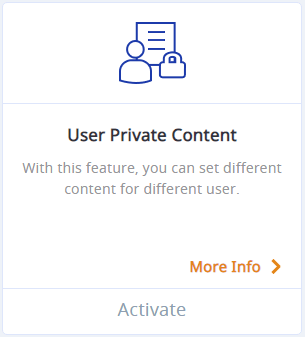 User Private Content
With this feature, you can set different
content for different user.
More Info
Activate